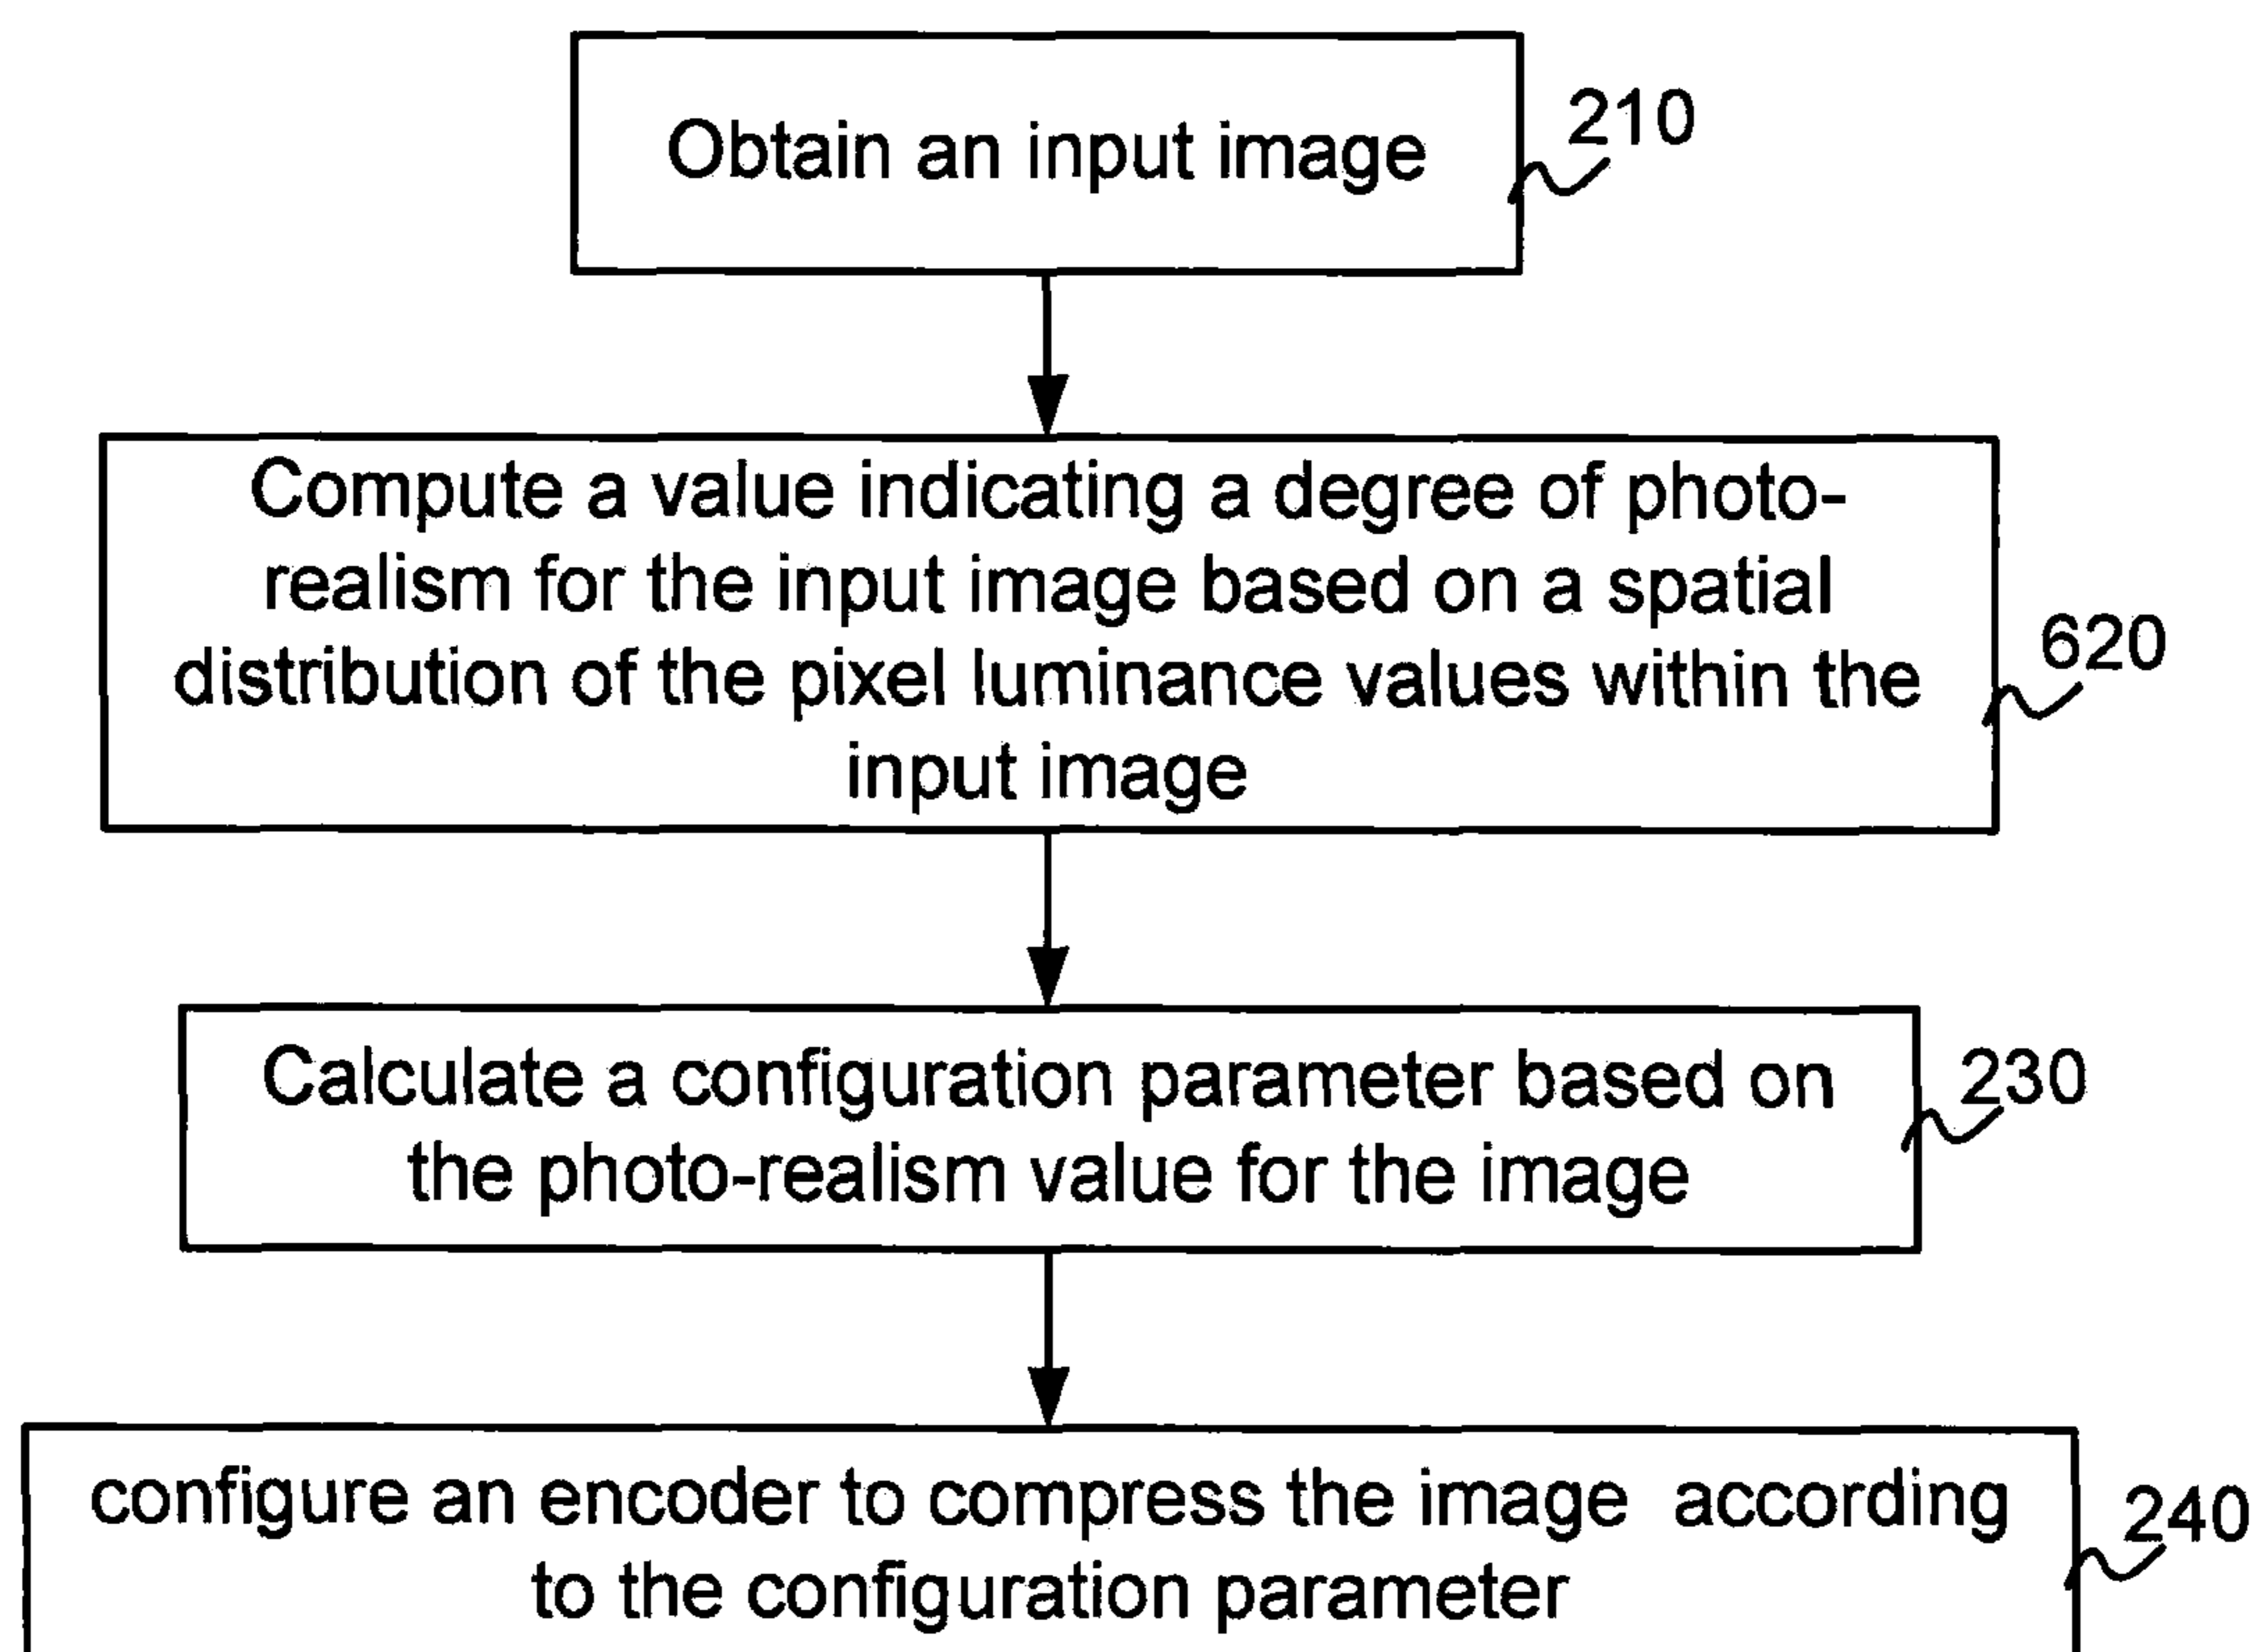 Obtain an input image
210
Compute a value indicating a degree of photo-
realism for the input image based on a spatial
distribution of the pixel luminance values within the
input image
620
Calculate a configuration parameter based on
the photo-realism value for the image
230
configure an encoder to compress the image according
to the configuration parameter
240